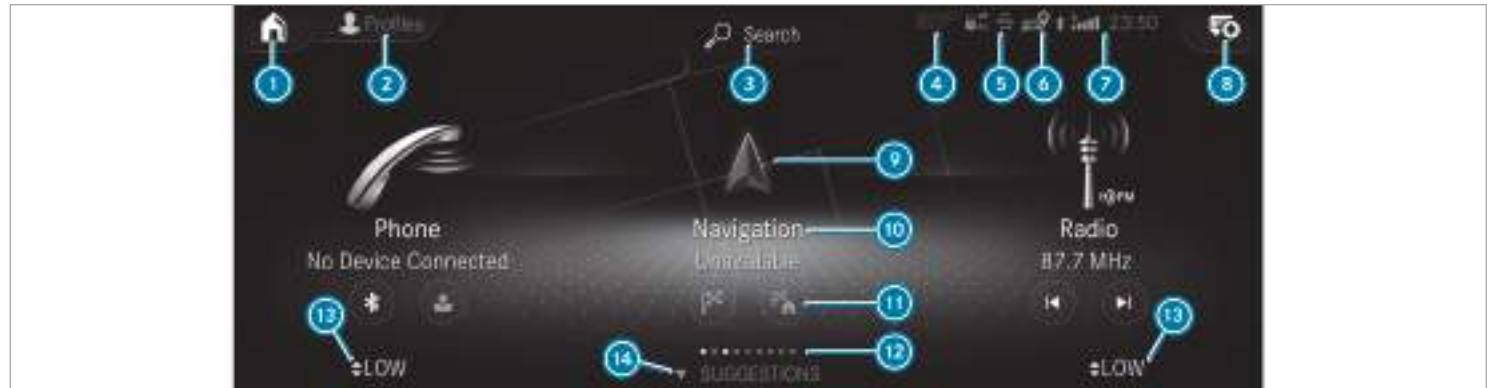 Profiles
Search
23:50
1
2
3
4
5
6
7
8
9
Phone
Navigation
10
Radio
No Device Connected
Unavailable
87.7 MHz
11
13
13
12
14
LOW
SUGGESTIONS
LOW